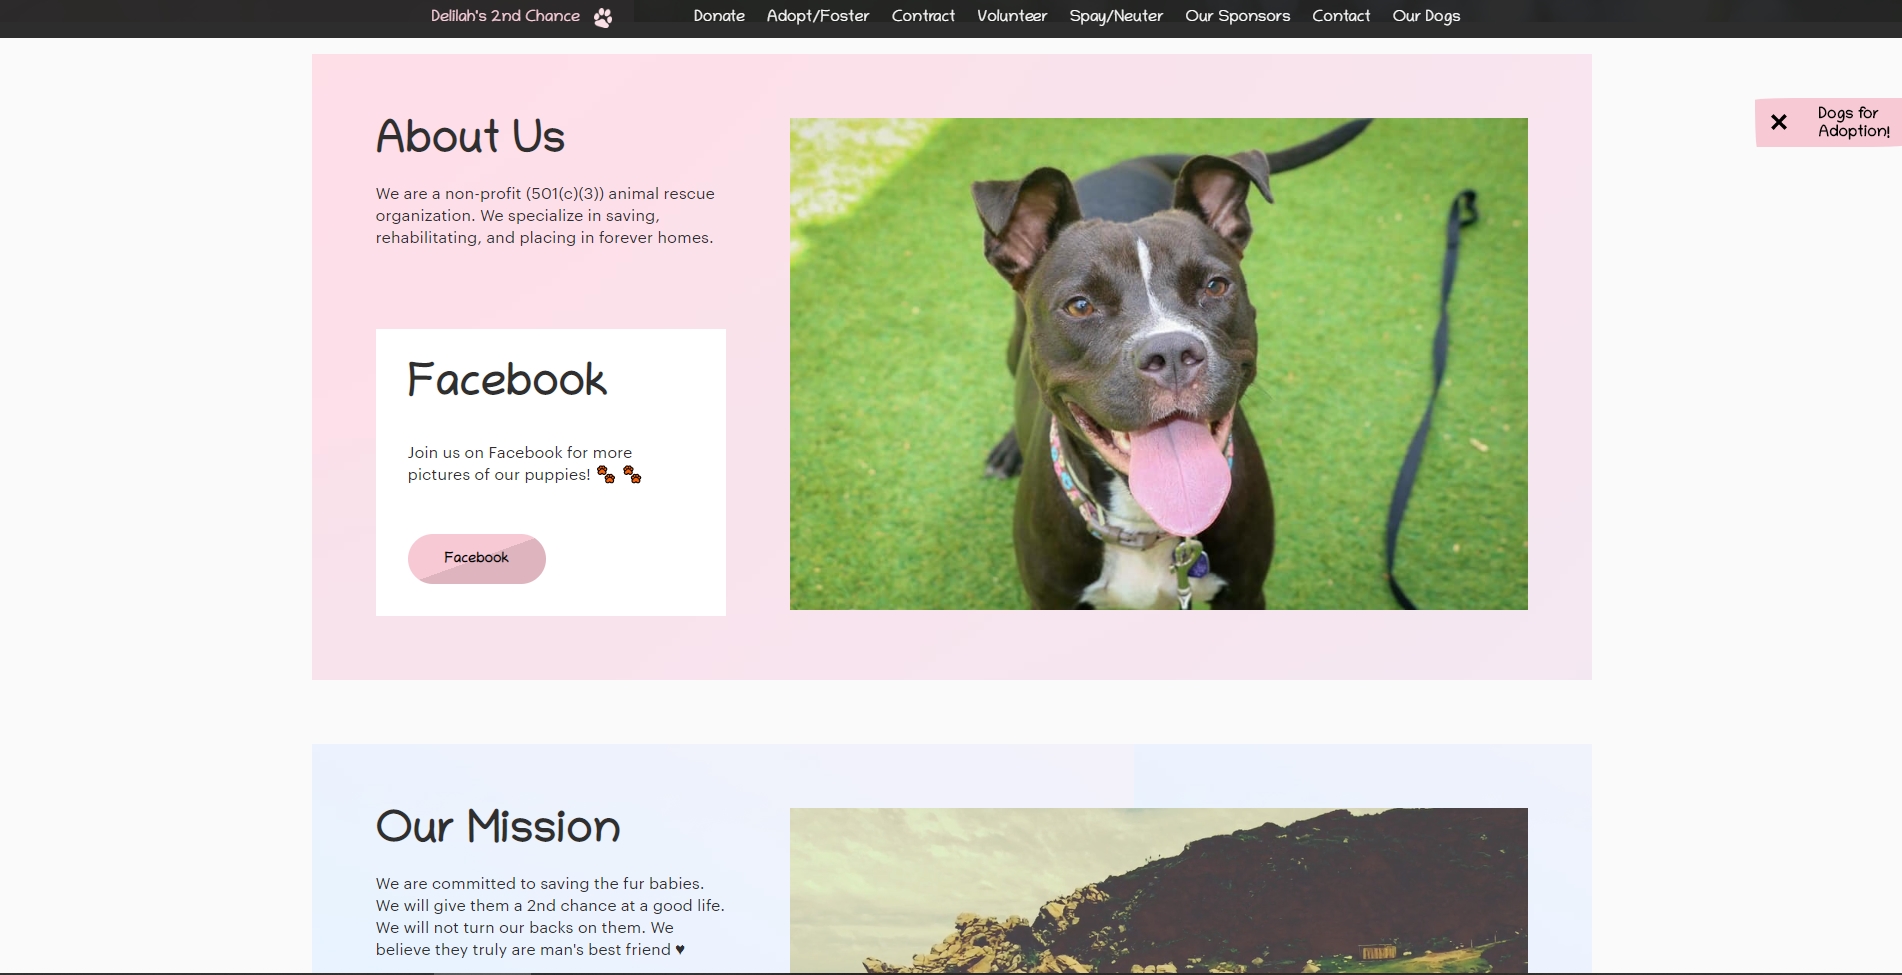 Delilah's 2nd Chance Donate Adopt/Foster Contract Volunteer Spay/Neuter Our Sponsors Contact Our Dogs
Dogs for
Adoption!
About Us
We are a non-profit (501(c)(3)) animal rescue
organization. We specialize in saving,
rehabilitating, and placing in forever homes.
Facebook
Join us on Facebook for more
pictures of our puppies! 🐾 🐾
Facebook
Our Mission
We are committed to saving the fur babies.
We will give them a 2nd chance at a good life.
We will not turn our backs on them. We
believe they truly are man's best friend ♥